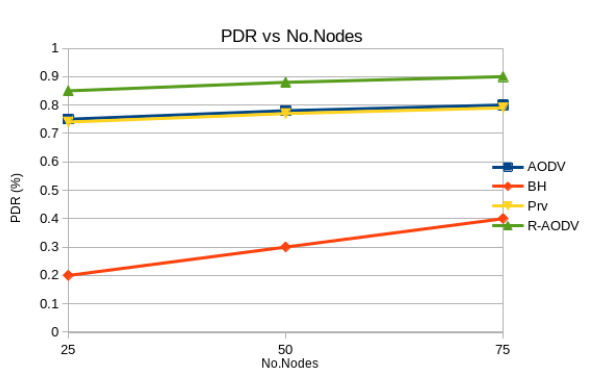 PDR vs No.Nodes
1
0.9
0.8
0.7
0.6
0.5
0.4
0.3
0.2
0.1
0
PDR (%)
25
50
75
No.Nodes
AODV
BH
Prv
R-AODV